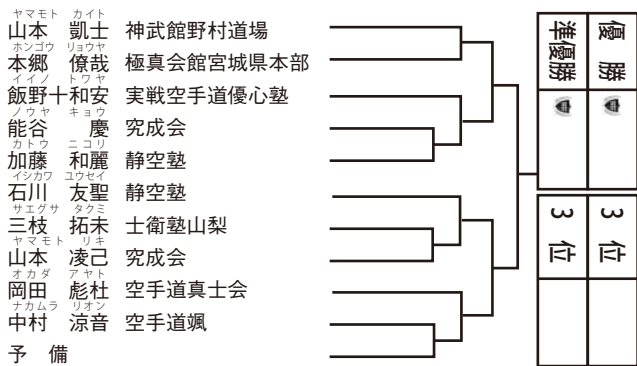 ヤマモト カイト
山本 凱士 神武館野村道場
ホンゴウ リョウヤ
本郷 僚哉 極真会館宮城県本部
イイノ トワヤ
飯野十和安 実戦空手道優心塾
ノウヤ キョウ
能谷 慶 究成会
カトウ ニコリ
加藤 和麗 静空塾
イシカワ ユウセイ
石川 友聖 静空塾
サエグサ タクミ
三枝 拓未 士衛塾山梨
ヤマモト リキ
山本 凌己 究成会
オカダ アヤト
岡田 彪杜 空手道真士会
ナカムラ リオン
中村 涼音 空手道颯
予 備
優 勝
準優勝
3 位
3 位